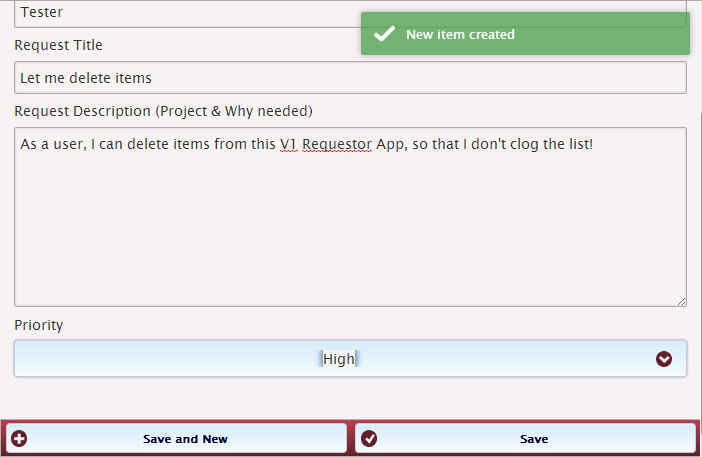 Tester
New item created
Request Title
Let me delete items
Request Description (Project & Why needed)
As a user, I can delete items from this V1 Requestor App, so that I don't clog the list!
Priority
High
Save and New
Save